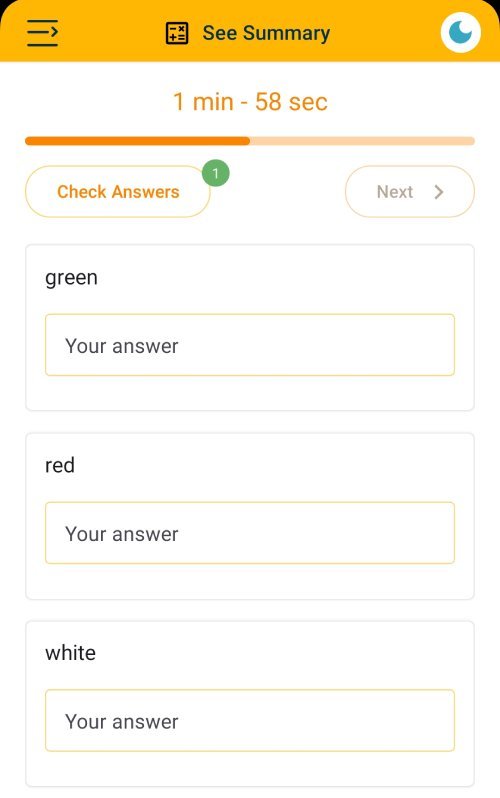 See Summary
1 min - 58 sec
1
Check Answers
Next
green
Your answer
red
Your answer
white
Your answer